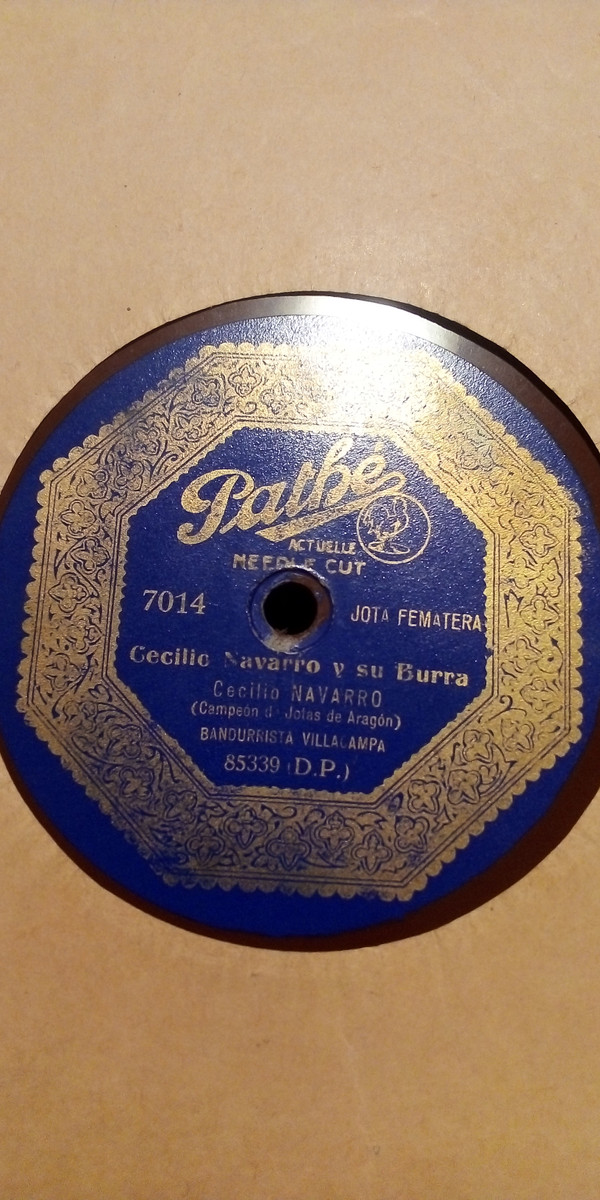 Pathé
ACTUELLE
NEEDLE CUT
7014
JOTA FEMATERA
Cecilio Navarro y su Burra
Cecilio NAVARRO
(Campeón de Jotas de Aragón)
BANDURRISTA VILLACAMPA
85339 (D.P.)